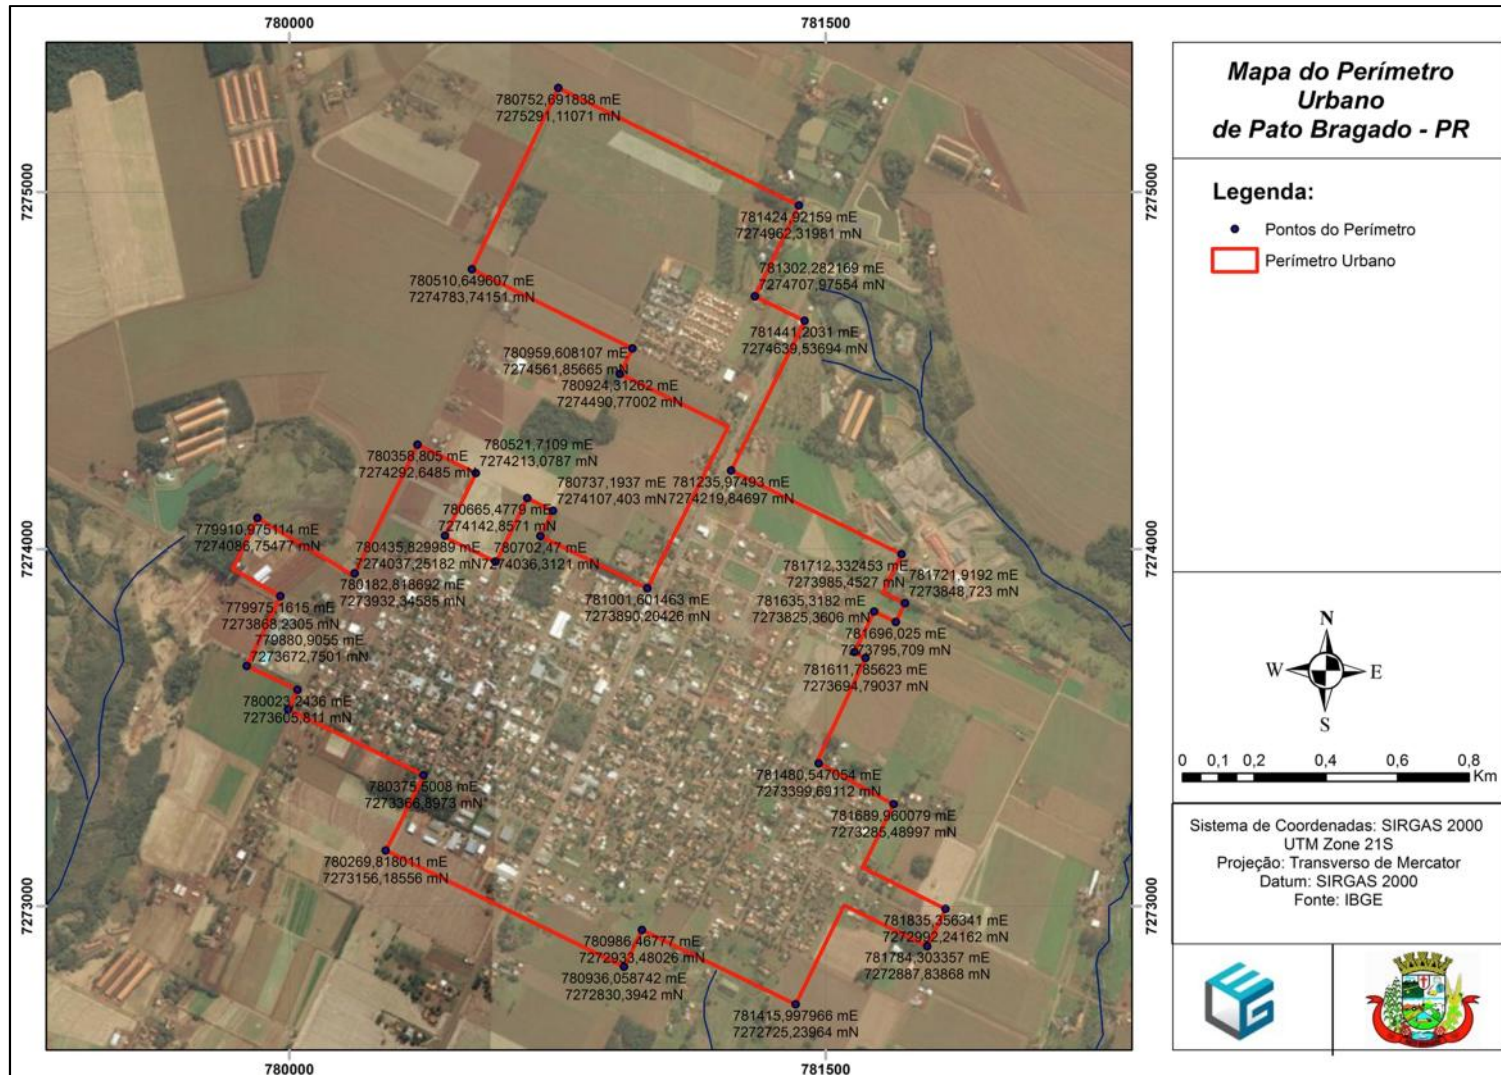 780000
781500
7275000
7275000
7274000
7274000
7273000
7273000
780000
781500
780752,691838 mE
7275291,11071 mN
781424,92159 mE
7274962,31981 mN
780510,649607 mE
7274783,74151 mN
781302,282169 mE
7274707,97554 mN
781441,2031 mE
7274639,53694 mN
780959,608107 mE
7274561,85665 mN
780924,31262 mE
7274490,77002 mN
780358,805 mE
7274292,6485 mN
780521,7109 mE
7274213,0787 mN
780737,1937 mE
7274107,403 mN
781235,97493 mE
7274219,84697 mN
780665,4779 mE
7274142,8571 mN
779910,975114 mE
7274086,75477 mN
780435,829989 mE
7274037,25182 mN
780702,47 mE
7274036,3121 mN
780182,818692 mE
7273932,34585 mN
781001,601463 mE
7273890,20426 mN
781712,332453 mE
7273985,4527 mN
781721,9192 mE
7273848,723 mN
781635,3182 mE
7273825,3606 mN
781696,025 mE
7273795,709 mN
779975,1615 mE
7273868,2305 mN
779880,9055 mE
7273672,7501 mN
781611,785623 mE
7273694,79037 mN
780023,2436 mE
7273605,811 mN
780375,5008 mE
7273366,8973 mN
781480,547054 mE
7273399,69112 mN
781689,960079 mE
7273285,48997 mN
780269,818011 mE
7273156,18556 mN
781835,356341 mE
7272992,24162 mN
780986,46777 mE
7272933,48026 mN
781784,303357 mE
7272887,83868 mN
780936,058742 mE
7272830,3942 mN
781415,997966 mE
7272725,23964 mN
Mapa do Perímetro
Urbano
de Pato Bragado - PR
Legenda:
Pontos do Perímetro
Perímetro Urbano
N
W
E
S
0 0,1 0,2 0,4 0,6 0,8
Km
Sistema de Coordenadas: SIRGAS 2000
UTM Zone 21S
Projeção: Transverso de Mercator
Datum: SIRGAS 2000
Fonte: IBGE